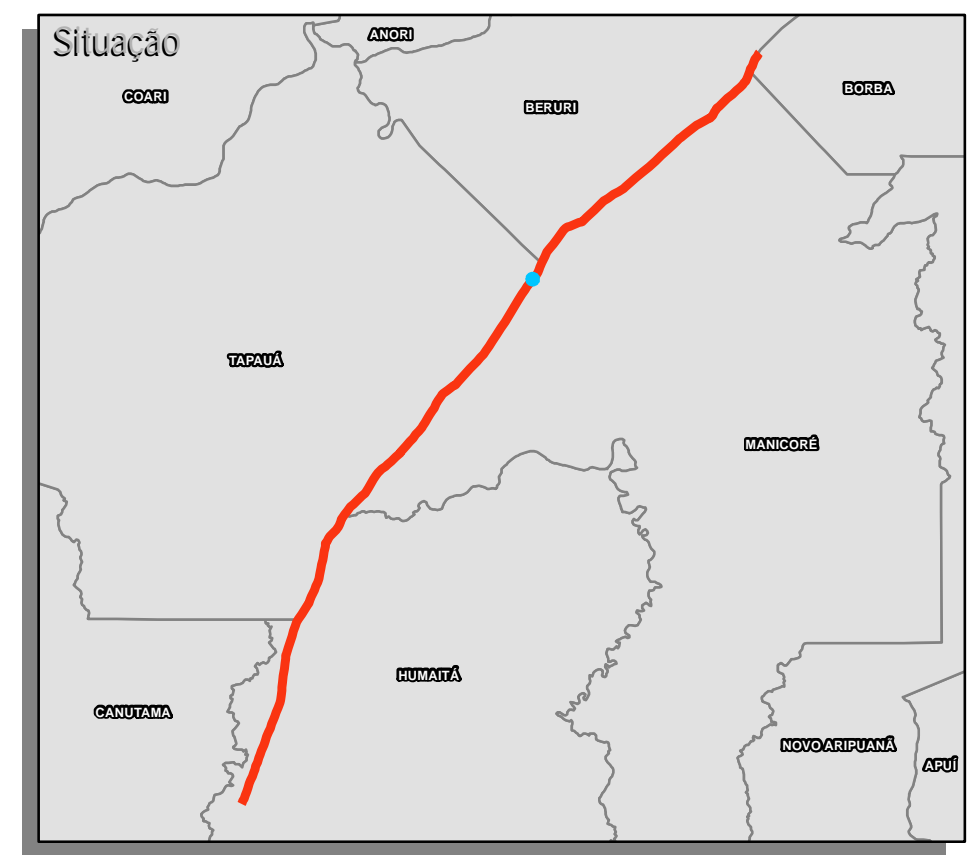 Situação
ANORI
COARI
BORBA
BERURI
TAPAUÁ
MANICORÉ
HUMAITÁ
CANUTAMA
NOVO ARIPUANÃ
APUÍ